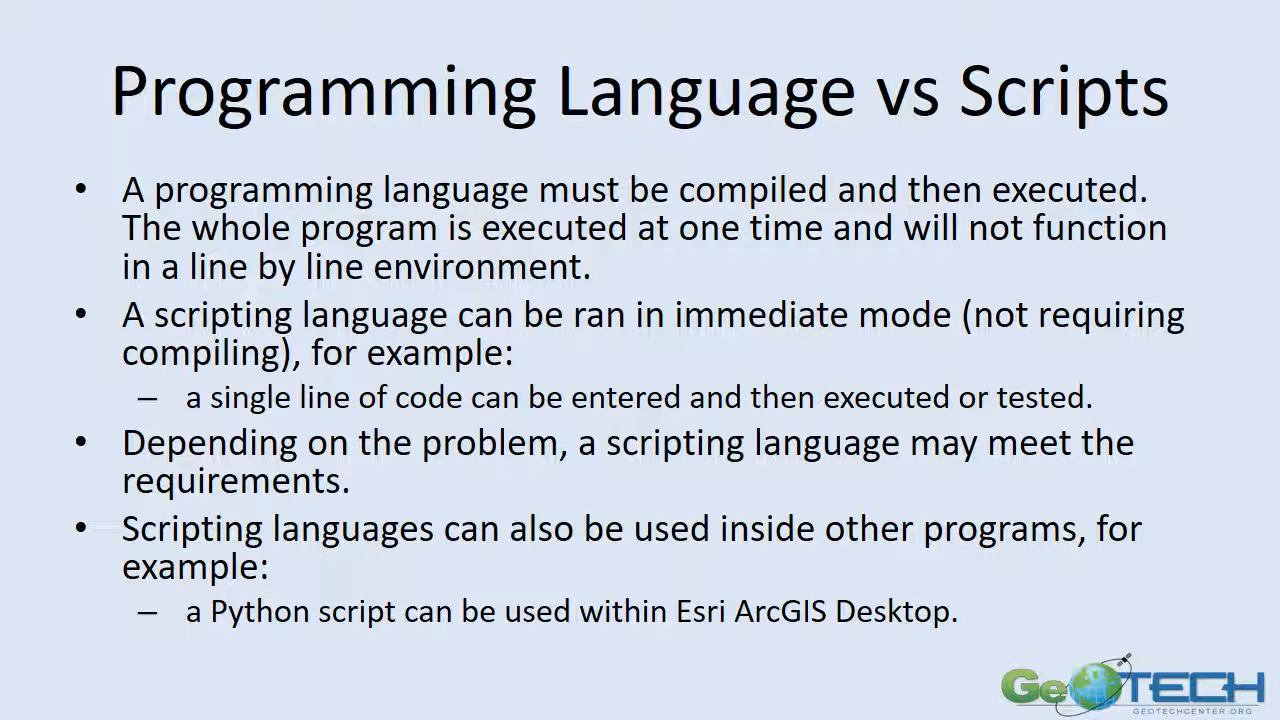 Programming Language vs Scripts
• A programming language must be compiled and then executed.
The whole program is executed at one time and will not function
in a line by line environment.
• A scripting language can be ran in immediate mode (not requiring
compiling), for example:
– a single line of code can be entered and then executed or tested.
• Depending on the problem, a scripting language may meet the
requirements.
• Scripting languages can also be used inside other programs, for
example:
– a Python script can be used within Esri ArcGIS Desktop.
GeoTECH
GEOTECHCENTER.ORG